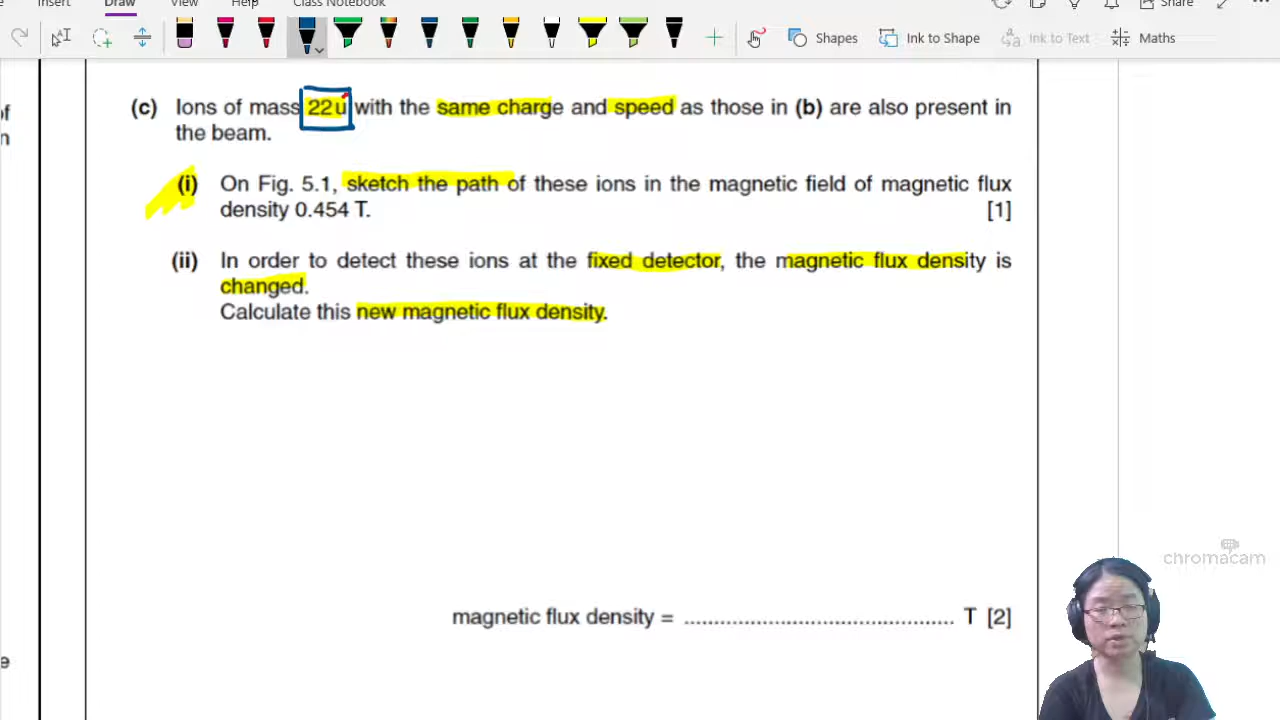 Insert Draw View Help Class Notebook Share
Shapes Ink to Shape Ink to Text Maths
(c) Ions of mass 22u with the same charge and speed as those in (b) are also present in
the beam.
(i) On Fig. 5.1, sketch the path of these ions in the magnetic field of magnetic flux
density 0.454 T. [1]
(ii) In order to detect these ions at the fixed detector, the magnetic flux density is
changed.
Calculate this new magnetic flux density.
chromacam
magnetic flux density = ............................................. T [2]